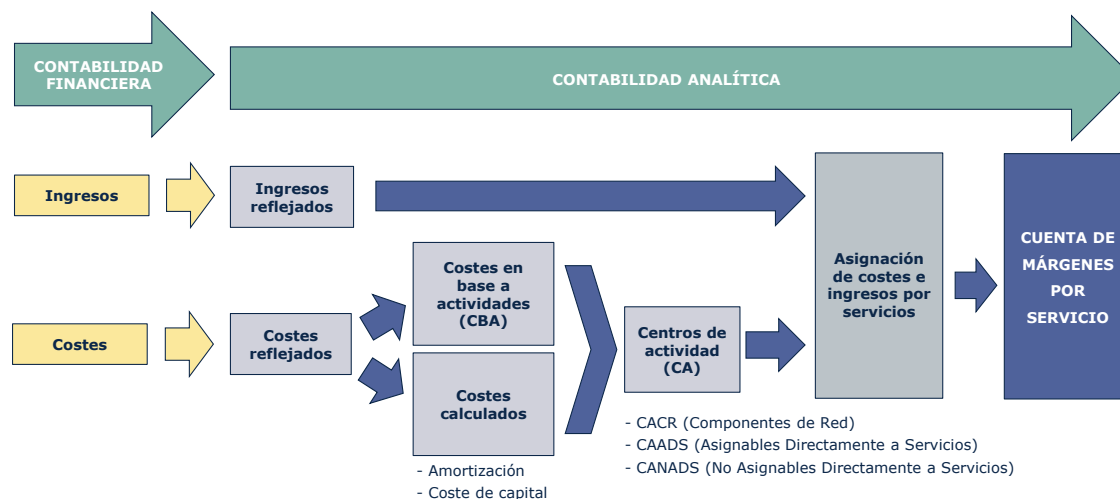 CONTABILIDAD
FINANCIERA
CONTABILIDAD ANALÍTICA
Ingresos
Ingresos
reflejados
Costes
Costes
reflejados
Costes en
base a
actividades
(CBA)
Costes
calculados
- Amortización
- Coste de capital
Centros de
actividad
(CA)
- CACR (Componentes de Red)
- CAADS (Asignables Directamente a Servicios)
- CANADS (No Asignables Directamente a Servicios)
Asignación
de costes e
ingresos por
servicios
CUENTA DE
MÁRGENES
POR
SERVICIO